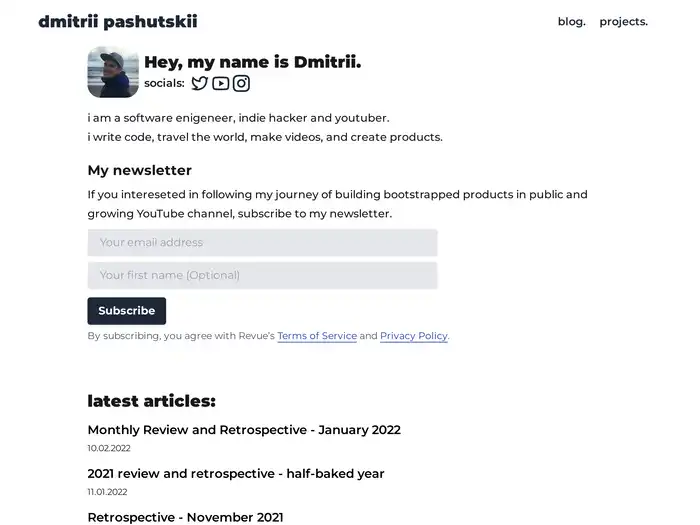 dmitrii pashutskii
blog. projects.
Hey, my name is Dmitrii.
socials:
i am a software enigeneer, indie hacker and youtuber.
i write code, travel the world, make videos, and create products.
My newsletter
If you intereseted in following my journey of building bootstrapped products in public and
growing YouTube channel, subscribe to my newsletter.
Your email address
Your first name (Optional)
Subscribe
By subscribing, you agree with Revue's Terms of Service and Privacy Policy.
latest articles:
Monthly Review and Retrospective - January 2022
10.02.2022
2021 review and retrospective - half-baked year
11.01.2022
Retrospective - November 2021